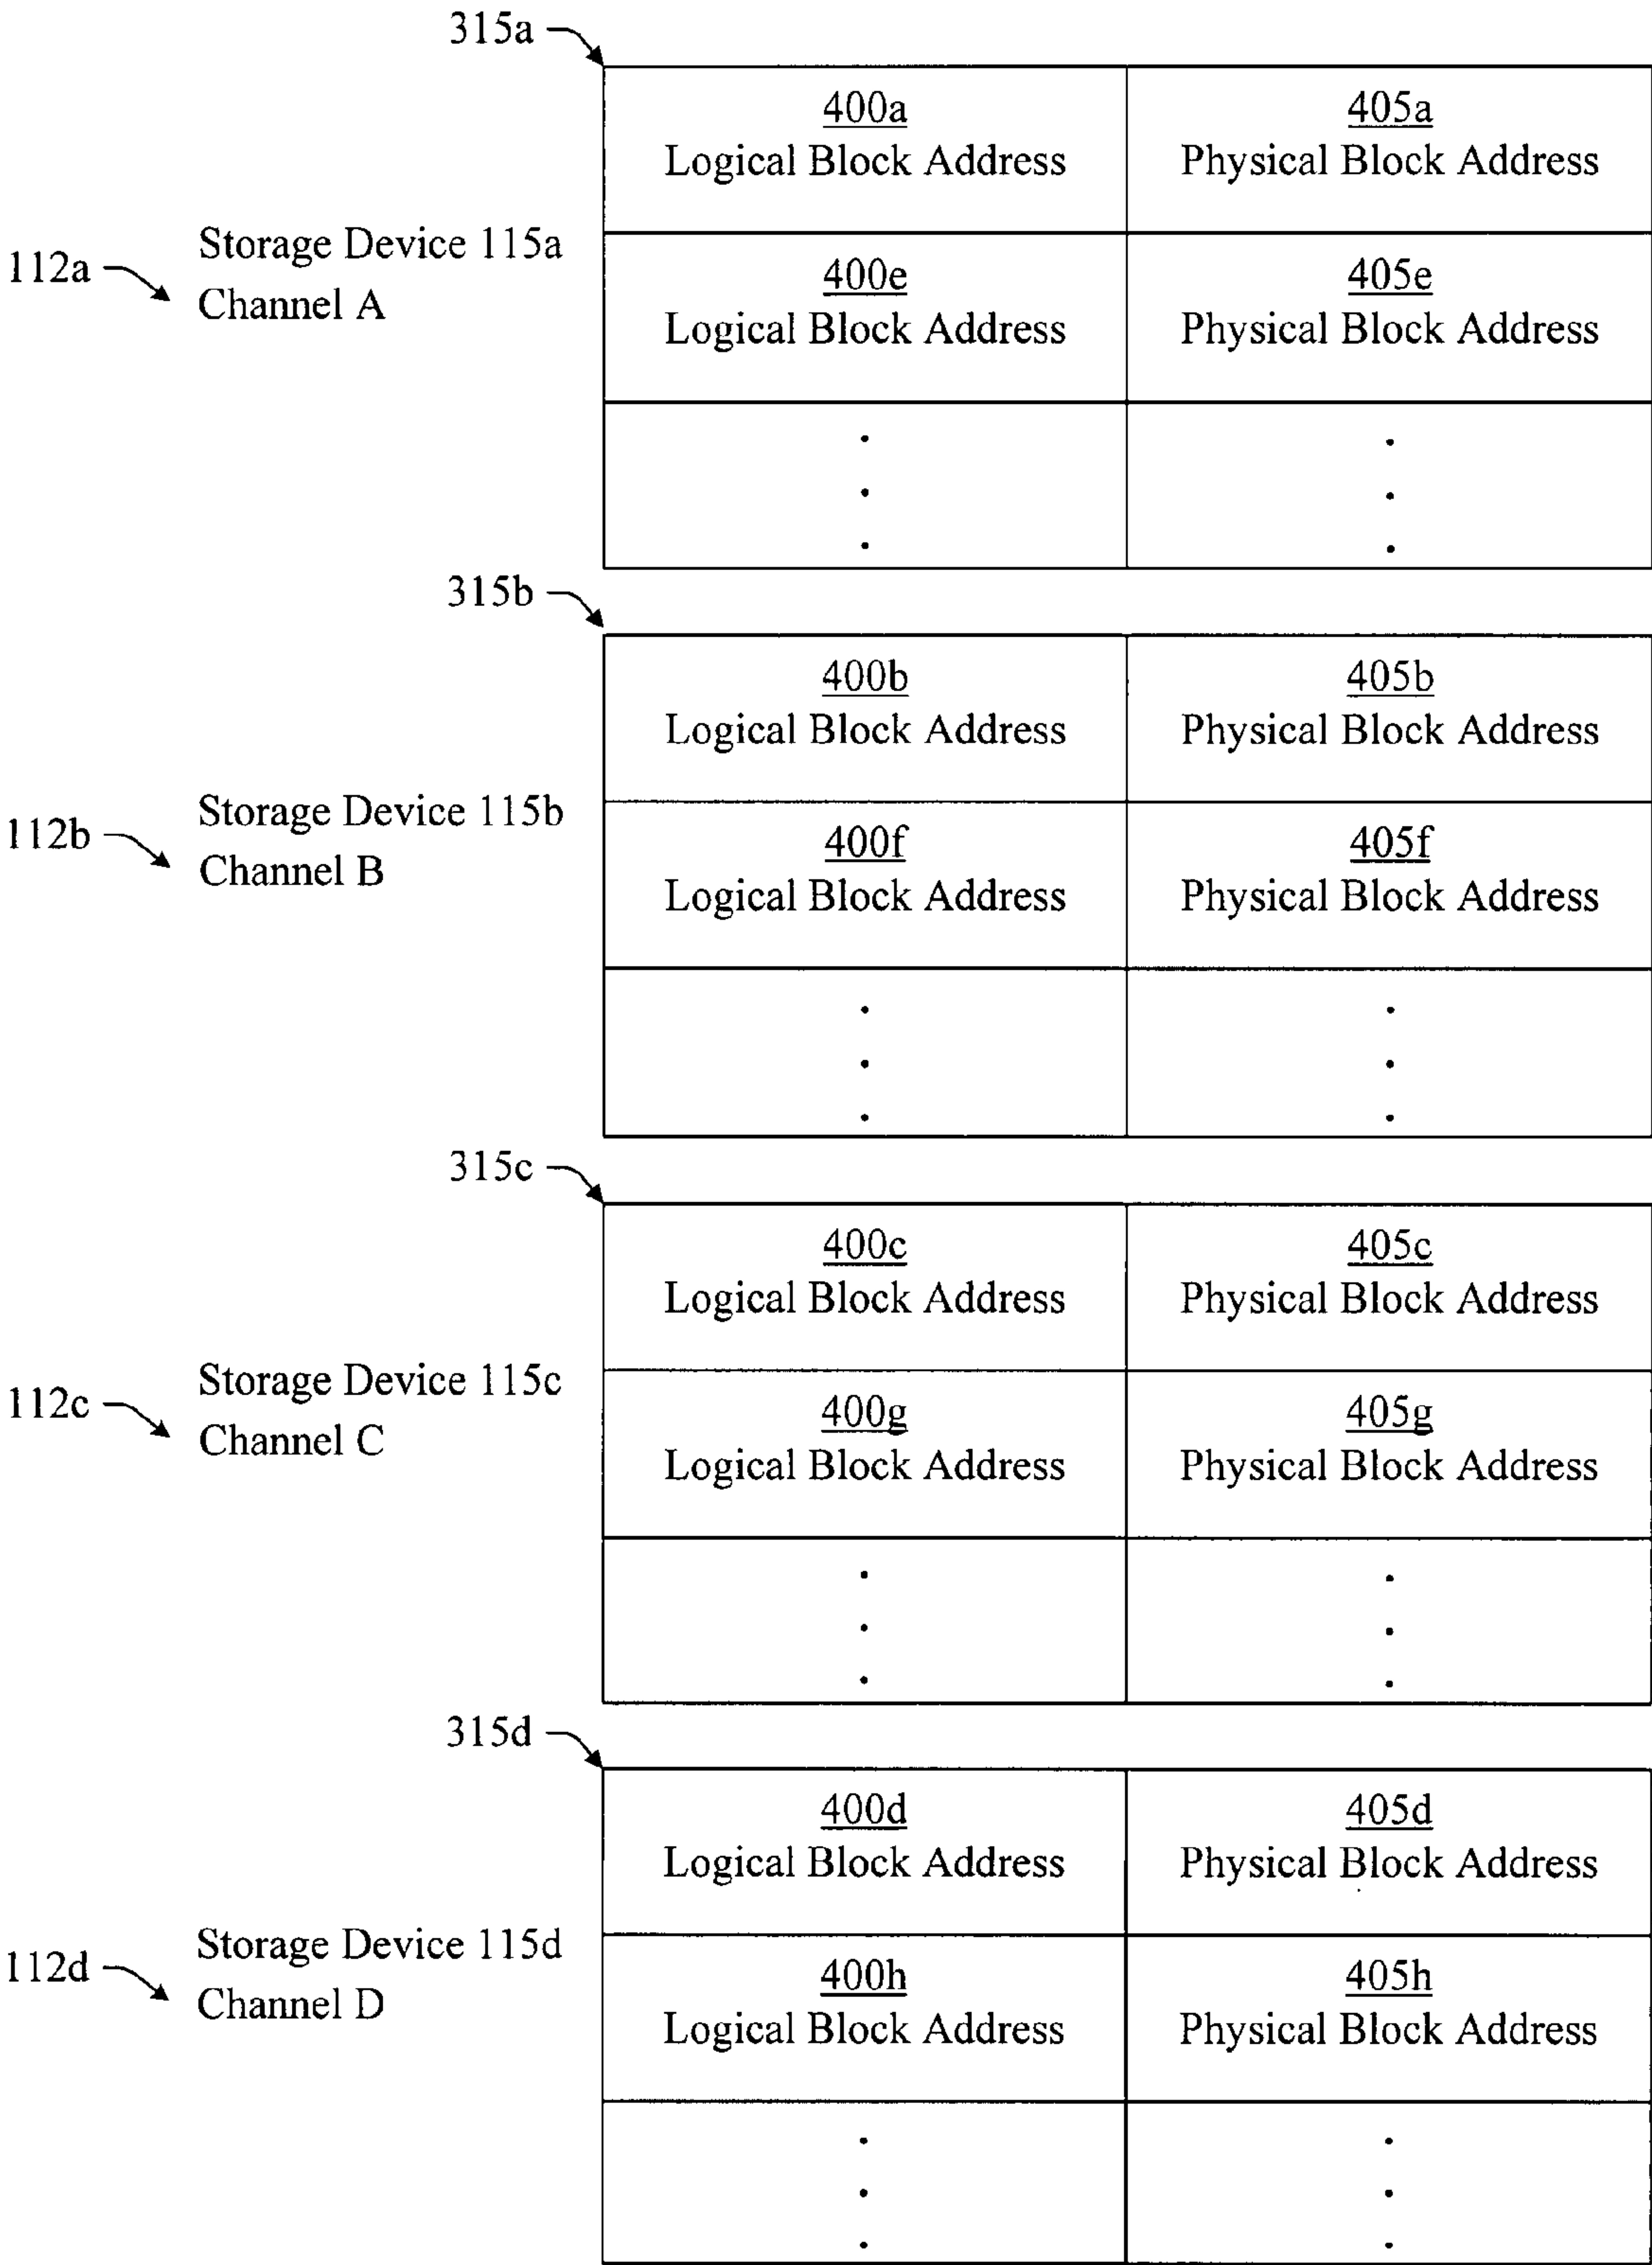 315a
400a
405a
Logical Block Address
Physical Block Address
112a
Storage Device 115a
Channel A
400e
405e
Logical Block Address
Physical Block Address
315b
400b
405b
Logical Block Address
Physical Block Address
112b
Storage Device 115b
Channel B
400f
405f
Logical Block Address
Physical Block Address
315c
400c
405c
Logical Block Address
Physical Block Address
112c
Storage Device 115c
Channel C
400g
405g
Logical Block Address
Physical Block Address
315d
400d
405d
Logical Block Address
Physical Block Address
112d
Storage Device 115d
Channel D
400h
405h
Logical Block Address
Physical Block Address